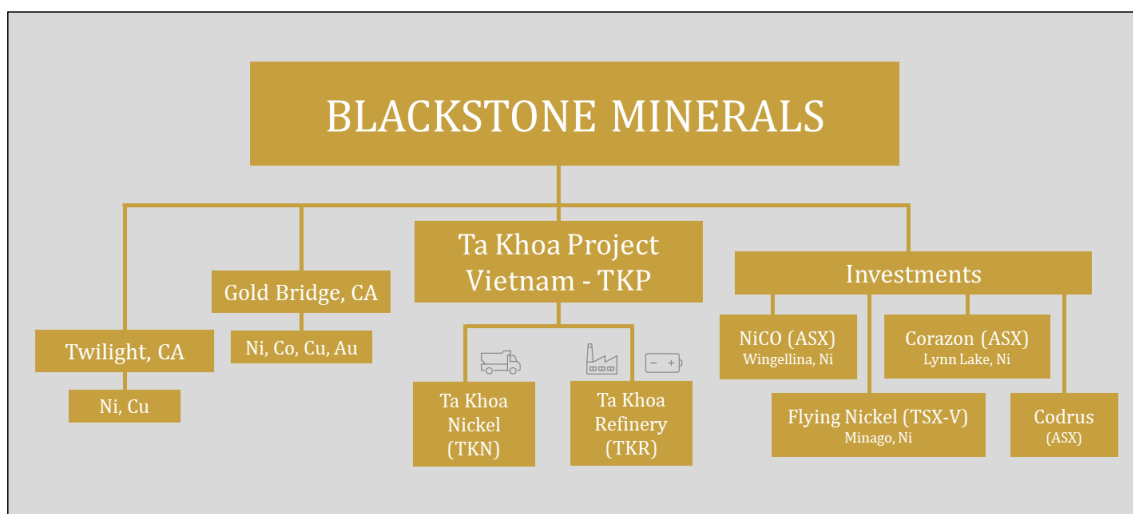 BLACKSTONE MINERALS
Ta Khoa Project
Vietnam - TKP
Gold Bridge, CA
Investments
Twilight, CA
Ni, Co, Cu, Au
NiCO (ASX)
Wingellina, Ni
Corazon (ASX)
Lynn Lake, Ni
Ni, Cu
Ta Khoa
Nickel
(TKN)
Ta Khoa
Refinery
(TKR)
Flying Nickel (TSX-V)
Minago, Ni
Codrus
(ASX)